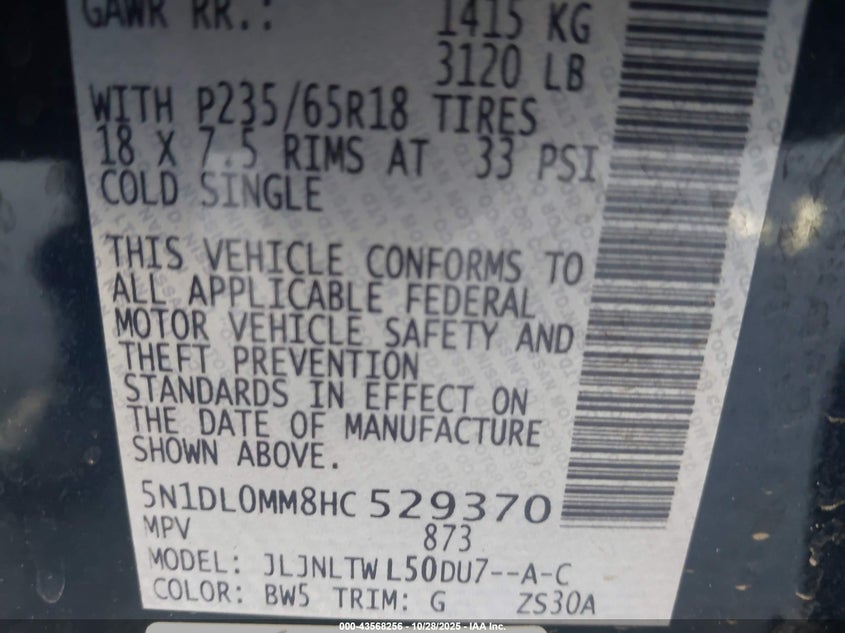 GAWR RR.: 1415 KG
3120 LB
WITH P235/65R18 TIRES
18 X 7.5 RIMS AT 33 PSI
COLD SINGLE
THIS VEHICLE CONFORMS TO
ALL APPLICABLE FEDERAL
MOTOR VEHICLE SAFETY AND
THEFT PREVENTION
STANDARDS IN EFFECT ON
THE DATE OF MANUFACTURE
SHOWN ABOVE.
5N1DL0MM8HC 529370
MPV 873
MODEL: JLJNLTW L50DU7--A-C
COLOR: BW5 TRIM: G ZS30A
000-43568256 - 10/28/2025 - IAA Inc.